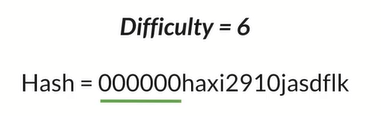 Difficulty = 6
Hash = 000000haxi2910jasdflk